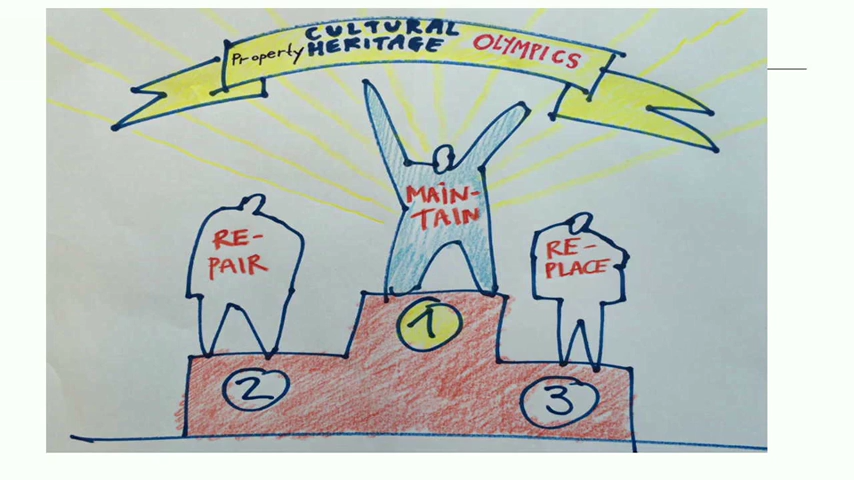 CULTURAL
Property HERITAGE OLYMPICS
MAIN-
TAIN
RE-
PAIR
RE-
PLACE
1
2
3